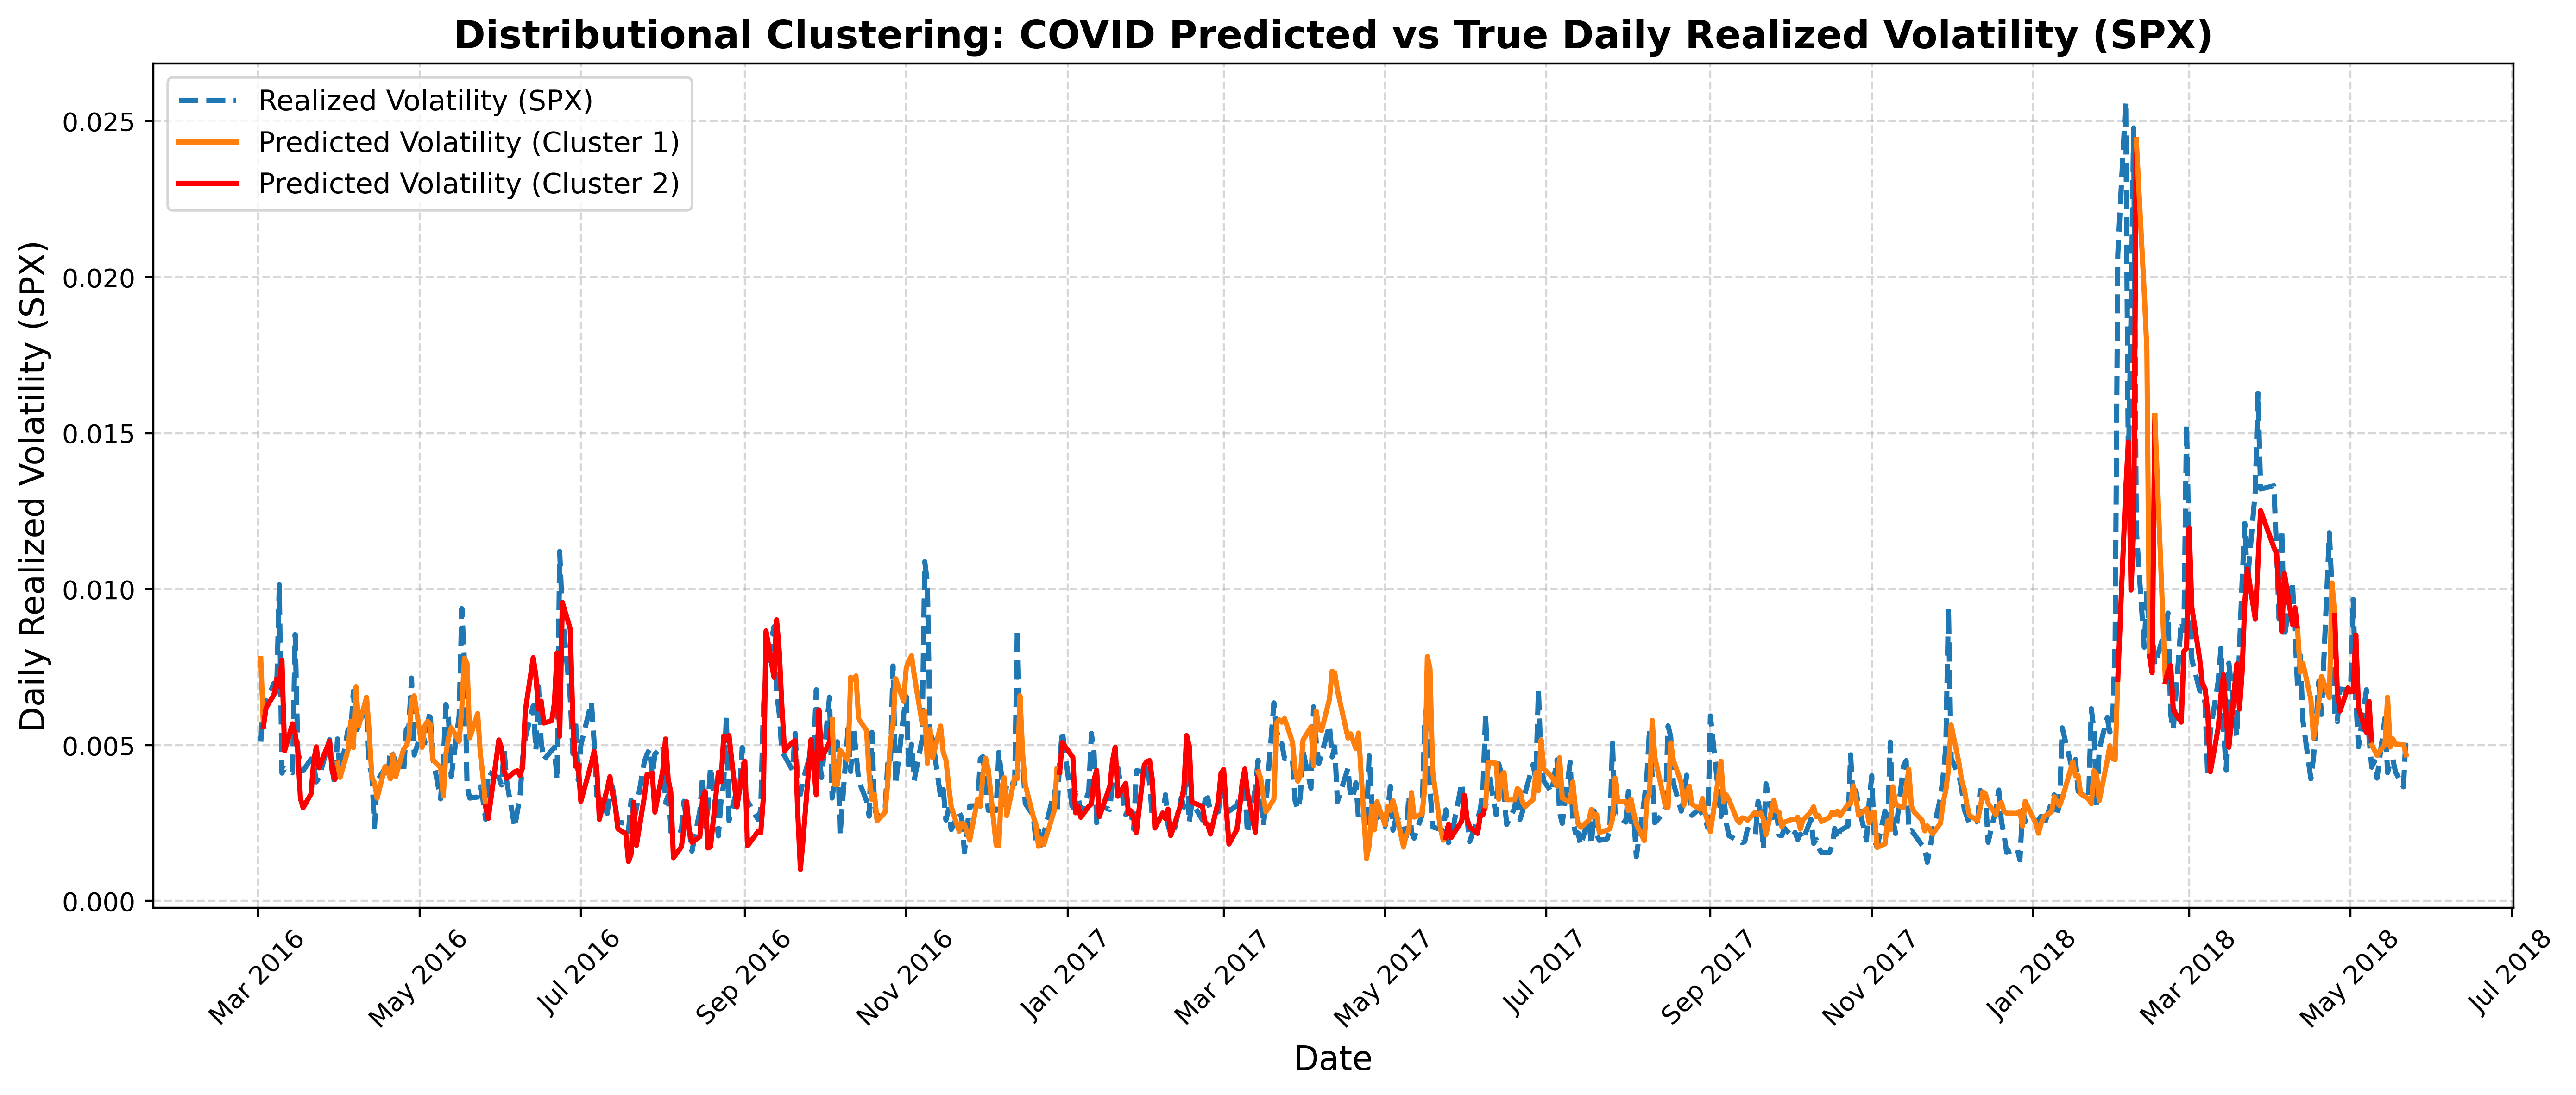 Distributional Clustering: COVID Predicted vs True Daily Realized Volatility (SPX)
Realized Volatility (SPX)
Predicted Volatility (Cluster 1)
Predicted Volatility (Cluster 2)
Daily Realized Volatility (SPX)
0.025
0.020
0.015
0.010
0.005
0.000
Mar 2016
May 2016
Jul 2016
Sep 2016
Nov 2016
Jan 2017
Mar 2017
May 2017
Jul 2017
Sep 2017
Nov 2017
Jan 2018
Mar 2018
May 2018
Jul 2018
Date